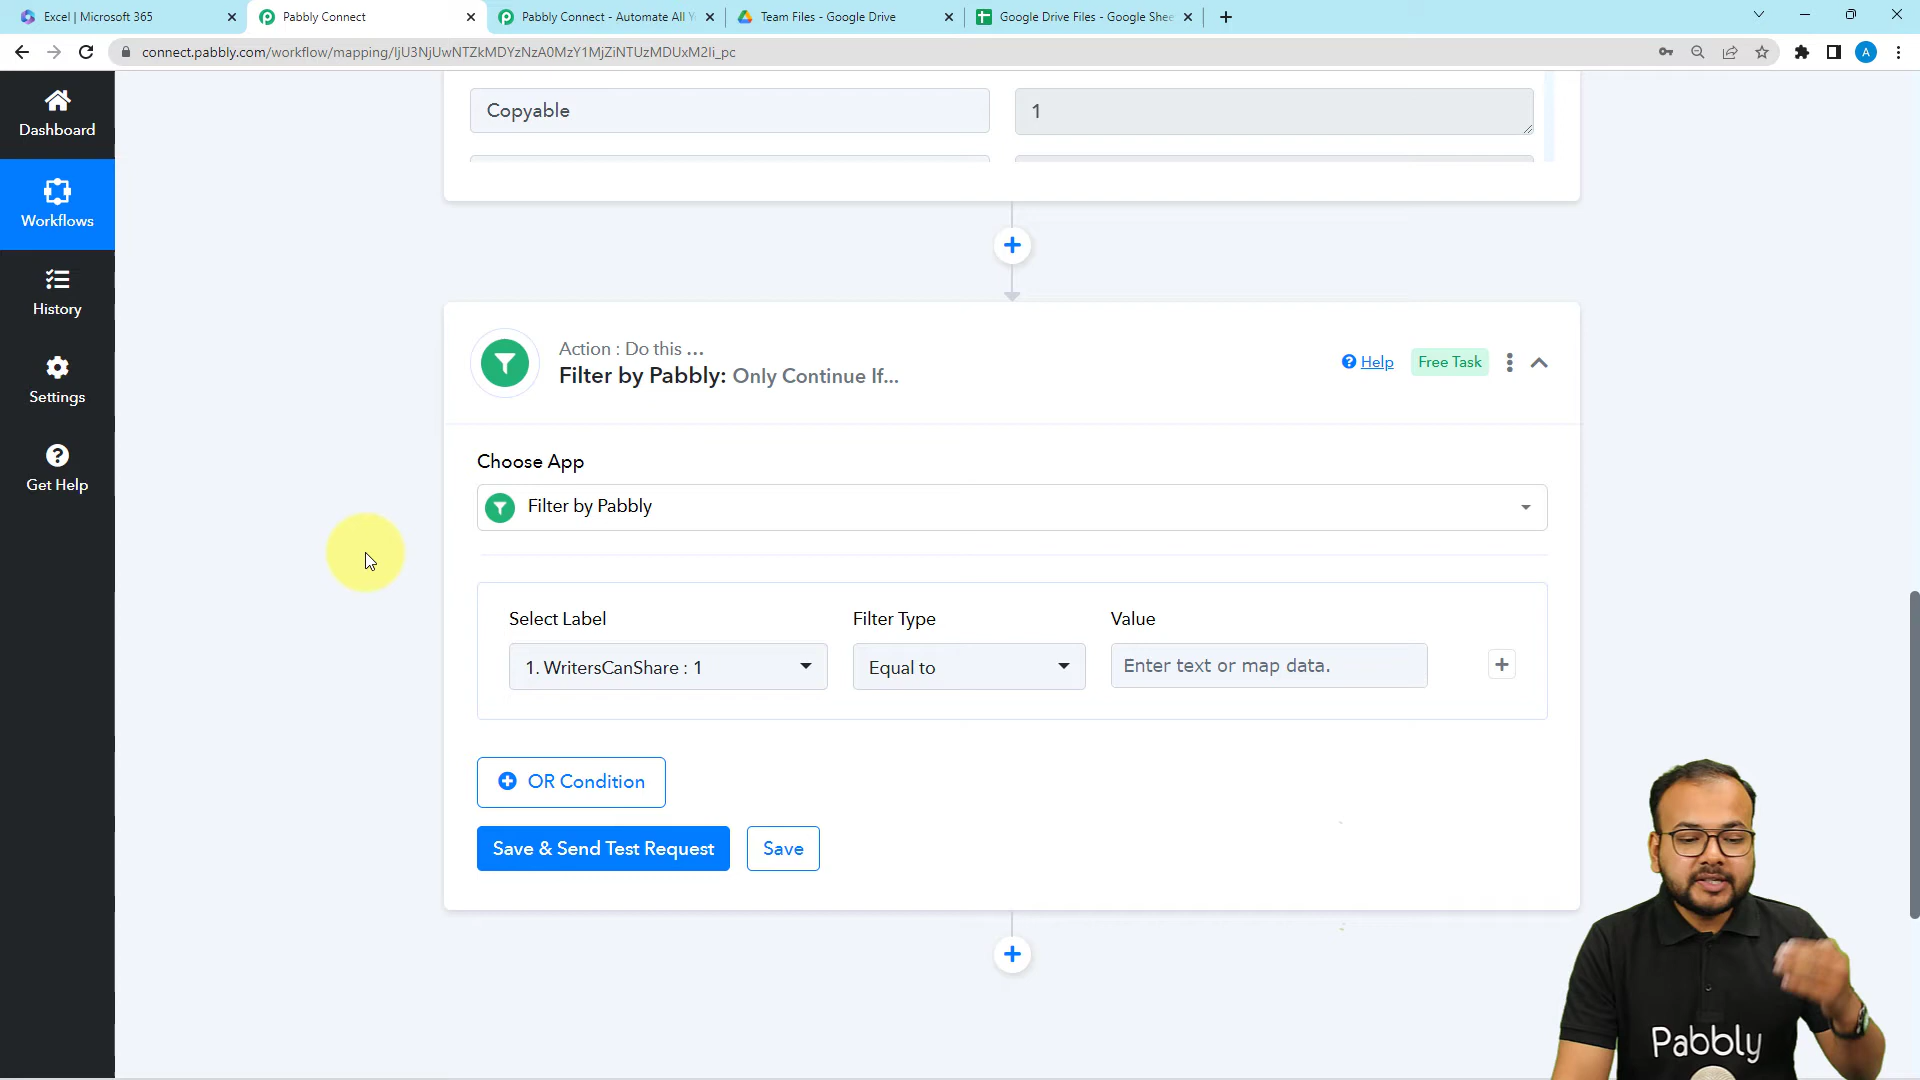 Excel | Microsoft 365
Pabbly Connect
Pabbly Connect - Automate All Y
Team Files - Google Drive
Google Drive Files - Google Shee
connect.pabbly.com/workflow/mapping/IjU3NjUwNTZkMDYzNzA0MzY1MjZiNTUzMDUxM2Ii_pc
A
Dashboard
Workflows
History
Settings
Get Help
Copyable
1
Action : Do this ...
Filter by Pabbly: Only Continue If...
Help
Free Task
Choose App
Filter by Pabbly
Select Label
Filter Type
Value
1. WritersCanShare : 1
Equal to
Enter text or map data.
OR Condition
Save & Send Test Request
Save
Pabbly